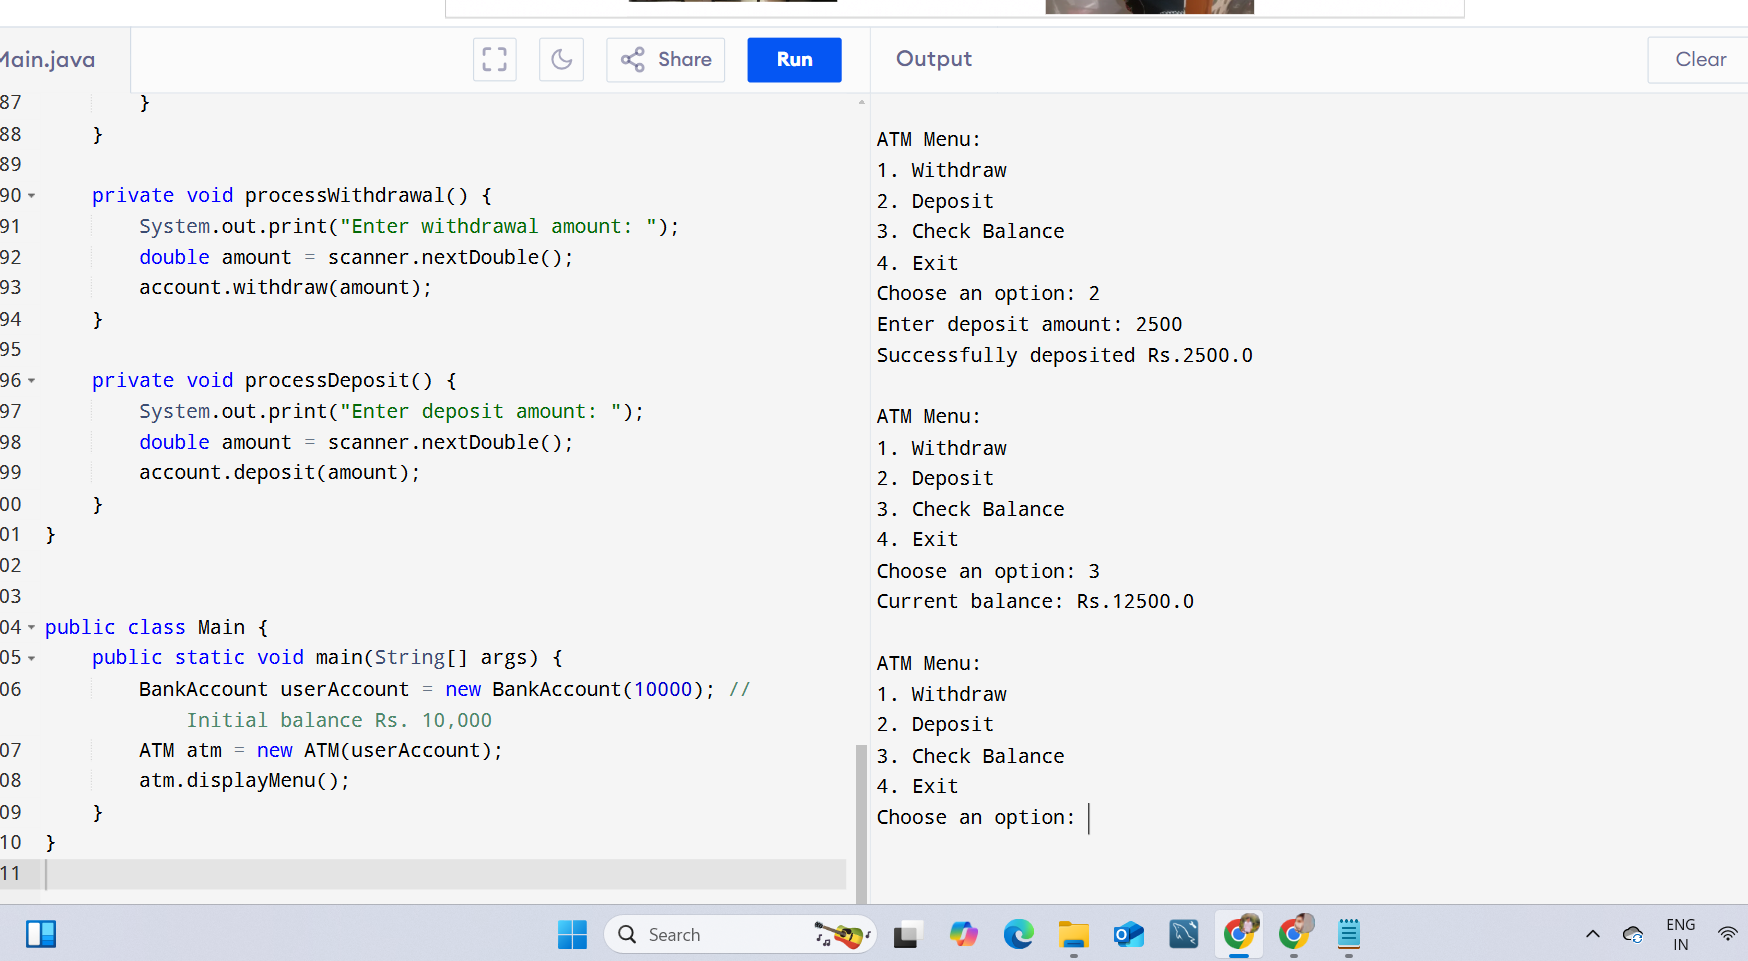 Main.java
Share
Run
Output
Clear
87 }
88 }
89
90 private void processWithdrawal() {
91 System.out.print("Enter withdrawal amount: ");
92 double amount = scanner.nextDouble();
93 account.withdraw(amount);
94 }
95
96 private void processDeposit() {
97 System.out.print("Enter deposit amount: ");
98 double amount = scanner.nextDouble();
99 account.deposit(amount);
00 }
01 }
02
03
04 public class Main {
05 public static void main(String[] args) {
06 BankAccount userAccount = new BankAccount(10000); //
Initial balance Rs. 10,000
07 ATM atm = new ATM(userAccount);
08 atm.displayMenu();
09 }
10 }
11
ATM Menu:
1. Withdraw
2. Deposit
3. Check Balance
4. Exit
Choose an option: 2
Enter deposit amount: 2500
Successfully deposited Rs.2500.0
ATM Menu:
1. Withdraw
2. Deposit
3. Check Balance
4. Exit
Choose an option: 3
Current balance: Rs.12500.0
ATM Menu:
1. Withdraw
2. Deposit
3. Check Balance
4. Exit
Choose an option:
Search
ENG
IN